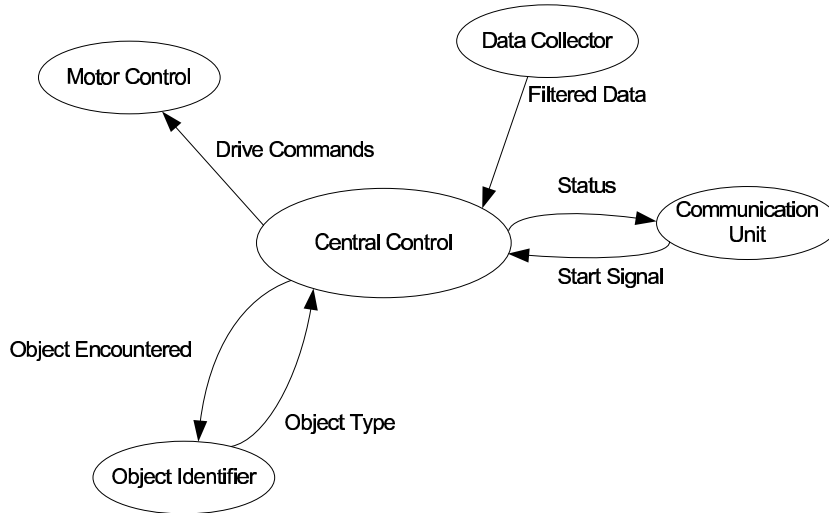 Data Collector
Motor Control
Filtered Data
Drive Commands
Status
Communication
Unit
Central Control
Start Signal
Object Encountered
Object Type
Object Identifier